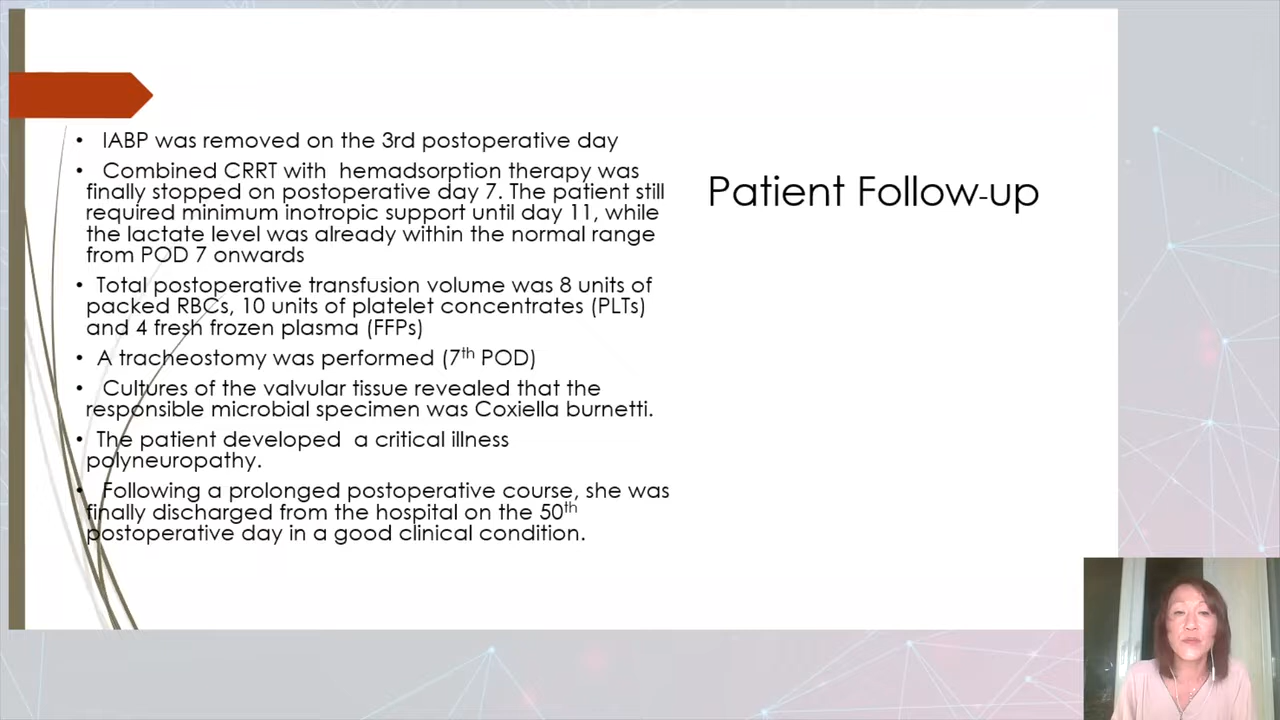 • IABP was removed on the 3rd postoperative day
• Combined CRRT with hemadsorption therapy was
finally stopped on postoperative day 7. The patient still
required minimum inotropic support until day 11, while
the lactate level was already within the normal range
from POD 7 onwards
• Total postoperative transfusion volume was 8 units of
packed RBCs, 10 units of platelet concentrates (PLTs)
and 4 fresh frozen plasma (FFPs)
• A tracheostomy was performed (7th POD)
• Cultures of the valvular tissue revealed that the
responsible microbial specimen was Coxiella burnetti.
• The patient developed a critical illness
polyneuropathy.
• Following a prolonged postoperative course, she was
finally discharged from the hospital on the 50th
postoperative day in a good clinical condition.
Patient Follow-up